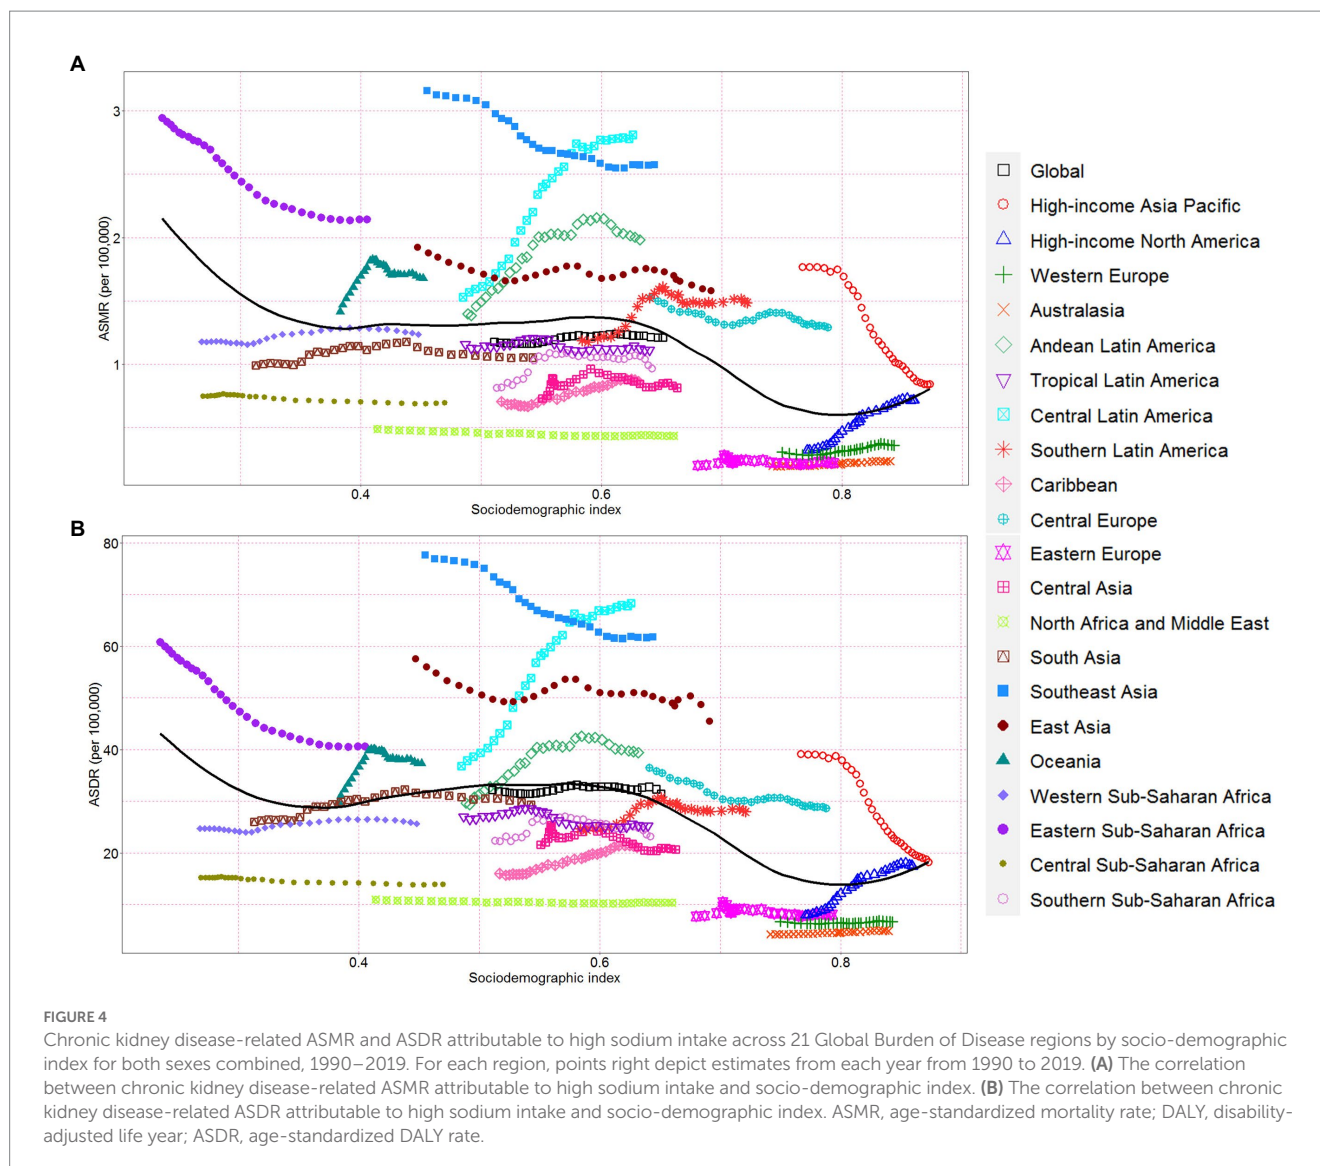 A
3
2
1
ASMR (per 100,000)
0.4
0.6
0.8
Sociodemographic index
B
80
60
40
20
ASDR (per 100,000)
0.4
0.6
0.8
Sociodemographic index
Global
High-income Asia Pacific
High-income North America
Western Europe
Australasia
Andean Latin America
Tropical Latin America
Central Latin America
Southern Latin America
Caribbean
Central Europe
Eastern Europe
Central Asia
North Africa and Middle East
South Asia
Southeast Asia
East Asia
Oceania
Western Sub-Saharan Africa
Eastern Sub-Saharan Africa
Central Sub-Saharan Africa
Southern Sub-Saharan Africa
FIGURE 4
Chronic kidney disease-related ASMR and ASDR attributable to high sodium intake across 21 Global Burden of Disease regions by socio-demographic
index for both sexes combined, 1990–2019. For each region, points right depict estimates from each year from 1990 to 2019. (A) The correlation
between chronic kidney disease-related ASMR attributable to high sodium intake and socio-demographic index. (B) The correlation between chronic
kidney disease-related ASDR attributable to high sodium intake and socio-demographic index. ASMR, age-standardized mortality rate; DALY, disability-
adjusted life year; ASDR, age-standardized DALY rate.